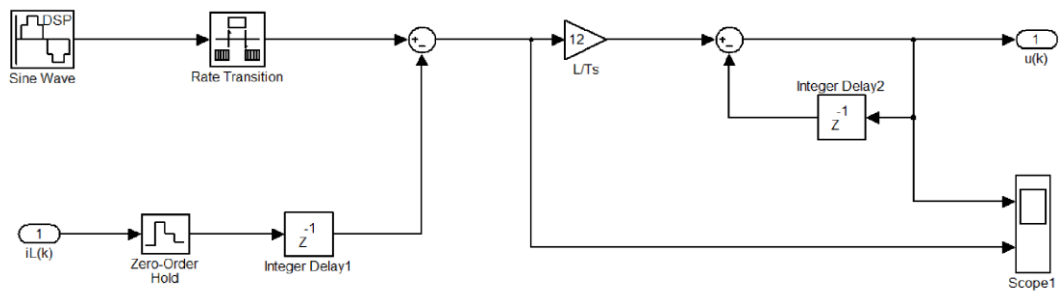 DSP
Sine Wave
Rate Transition
+
-
12
L/Ts
+
-
1
u(k)
Integer Delay2
-1
Z
1
iL(k)
Zero-Order
Hold
-1
Z
Integer Delay1
Scope1